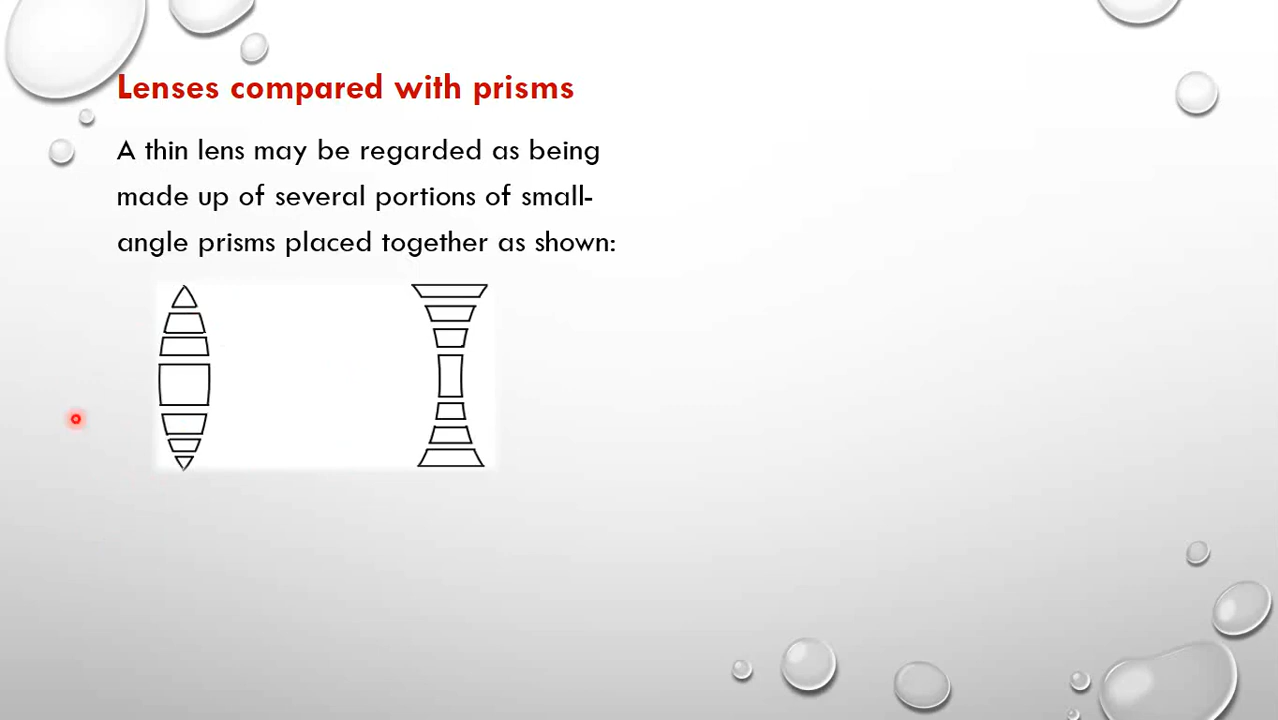 Lenses compared with prisms
A thin lens may be regarded as being
made up of several portions of small-
angle prisms placed together as shown: